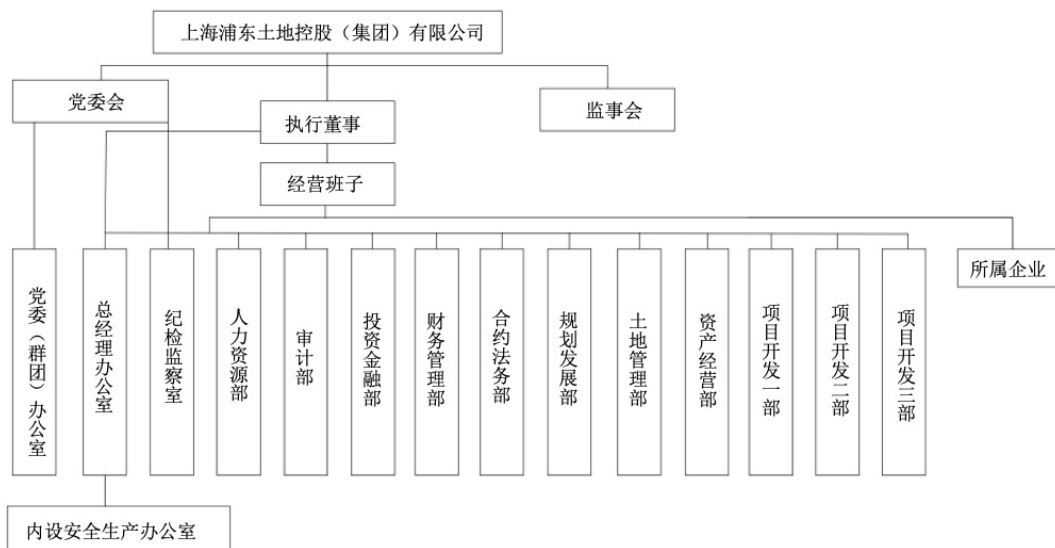 上海浦东土地控股（集团）有限公司
党委会
执行董事
监事会
经营班子
所属企业
党委（群团）办公室
总经理办公室
纪检监察室
人力资源部
审计部
投资金融部
财务管理部
合约法务部
规划发展部
土地管理部
资产经营部
项目开发一部
项目开发二部
项目开发三部
内设安全生产办公室